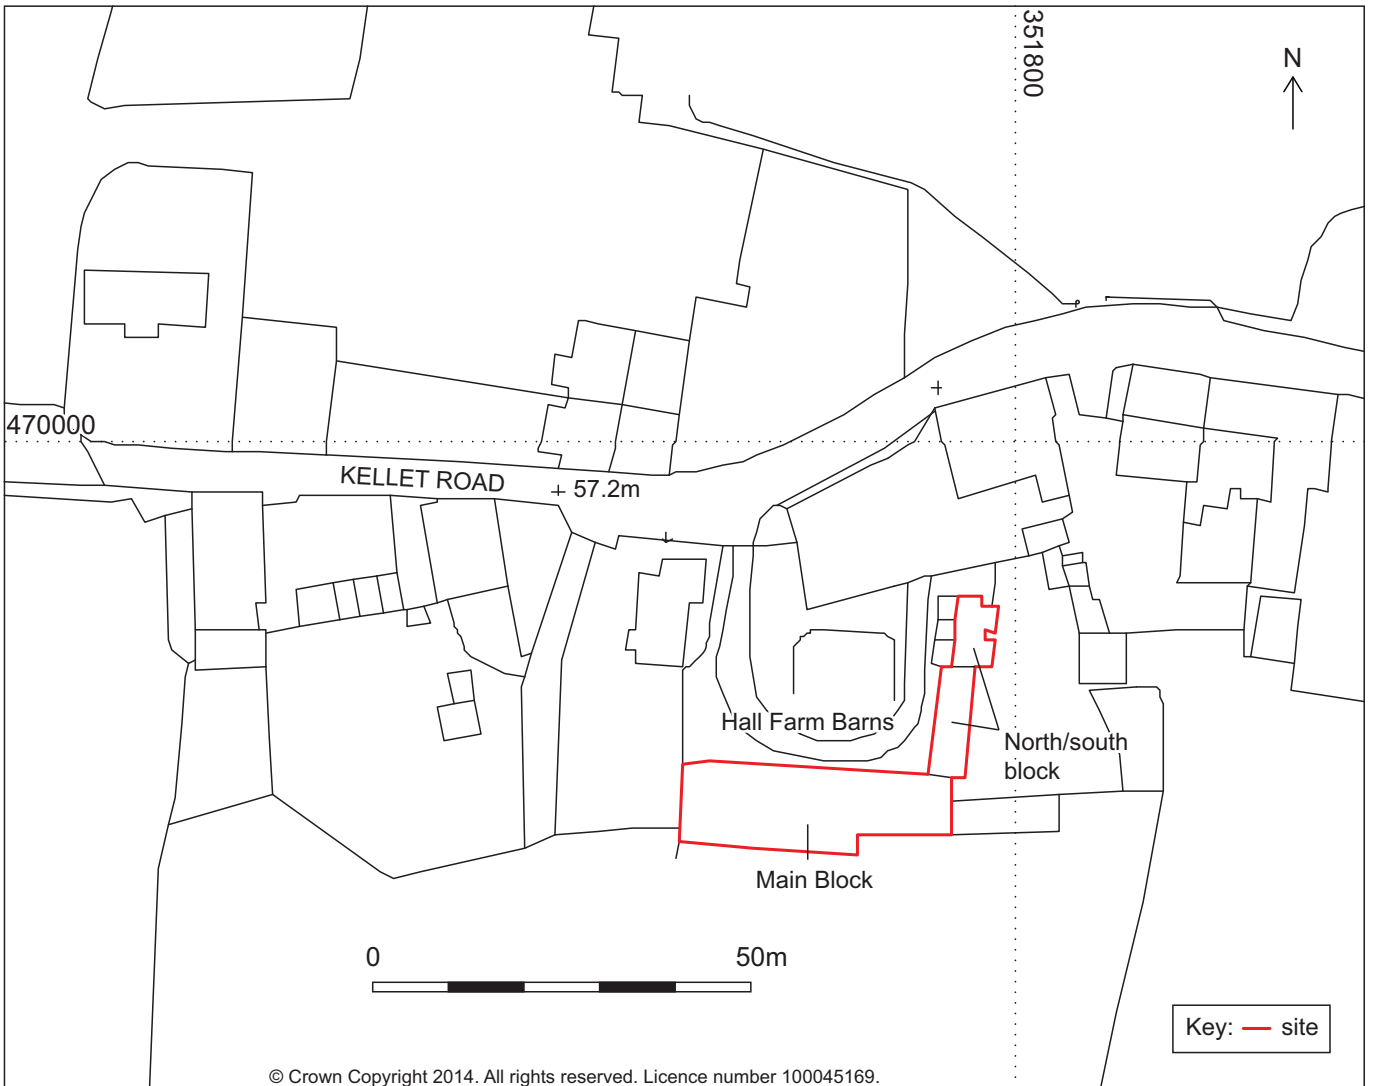 351800
N
470000
KELLET ROAD
57.2m
Hall Farm Barns
North/south
block
Main Block
0 50m
Key: site
© Crown Copyright 2014. All rights reserved. Licence number 100045169.